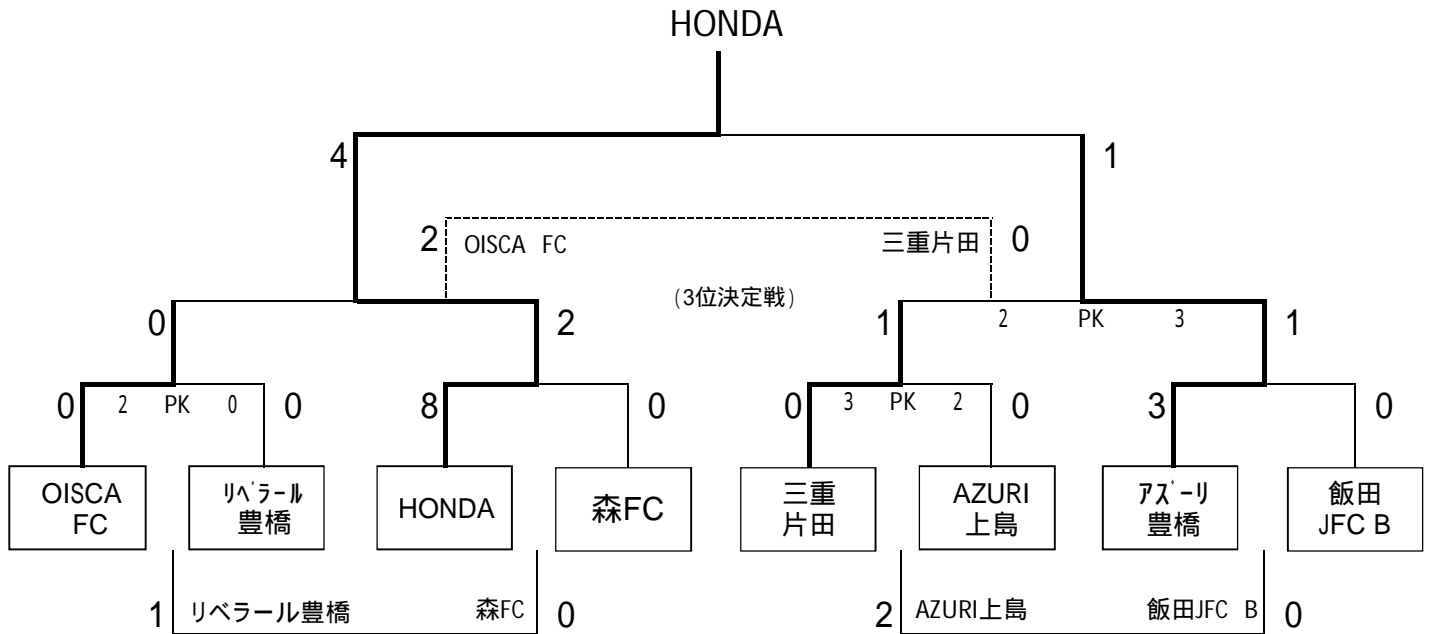 HONDA
4 1
2 OISCA FC 三重片田 0
(3位決定戦)
0 2 1 2 PK 3 1
0 2 PK 0 0 8 0 0 3 PK 2 0 3 0
OISCA
FC
リベラール
豊橋
HONDA
森FC
三重
片田
AZURI
上島
アズーリ
豊橋
飯田
JFC B
1 リベラール豊橋 森FC 0 2 AZURI上島 飯田JFC B 0